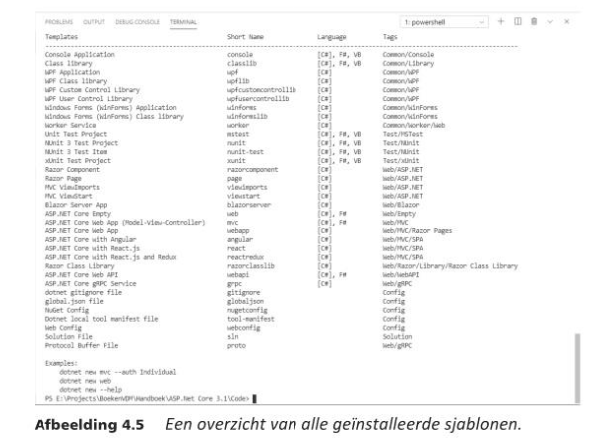 PROBLEMS OUTPUT DEBUG CONSOLE TERMINAL 1: powershell
Templates Short Name Language Tags
Console Application console [C#], F#, VB Common/Console
Class library classlib [C#], F#, VB Common/Library
WPF Application wpf [C#] Common/WPF
WPF Class library wpflib [C#] Common/WPF
WPF Custom Control Library wpfcustomcontrollib [C#] Common/WPF
WPF User Control Library wpfusercontrollib [C#] Common/WPF
Windows Forms (WinForms) Application winforms [C#] Common/WinForms
Windows Forms (WinForms) Class library winformslib [C#] Common/WinForms
Worker Service worker [C#] Common/Worker/Web
Unit Test Project mstest [C#], F#, VB Test/MSTest
NUnit 3 Test Project nunit [C#], F#, VB Test/NUnit
NUnit 3 Test Item nunit-test [C#], F#, VB Test/NUnit
xUnit Test Project xunit [C#], F#, VB Test/xUnit
Razor Component razorcomponent [C#] Web/ASP.NET
Razor Page page [C#] Web/ASP.NET
MVC ViewImports viewimports [C#] Web/ASP.NET
MVC ViewStart viewstart [C#] Web/ASP.NET
Blazor Server App blazorserver [C#] Web/Blazor
ASP.NET Core Empty web [C#], F# Web/Empty
ASP.NET Core Web App (Model-View-Controller) mvc [C#], F# Web/MVC
ASP.NET Core Web App webapp [C#] Web/MVC/Razor Pages
ASP.NET Core with Angular angular [C#] Web/MVC/SPA
ASP.NET Core with React.js react [C#] Web/MVC/SPA
ASP.NET Core with React.js and Redux reactredux [C#] Web/MVC/SPA
Razor Class Library razorclasslib [C#] Web/Razor/Library/Razor Class Library
ASP.NET Core Web API webapi [C#], F# Web/WebAPI
ASP.NET Core gRPC Service grpc [C#] Web/gRPC
dotnet gitignore file gitignore Config
global.json file globaljson Config
NuGet Config nugetconfig Config
Dotnet local tool manifest file tool-manifest Config
Web Config webconfig Config
Solution File sln Solution
Protocol Buffer File proto Web/gRPC
Examples:
dotnet new mvc --auth Individual
dotnet new web
dotnet new --help
PS E:\Projects\BoekenVDM\Handboek\ASP.Net Core 3.1\Code>
Afbeelding 4.5 Een overzicht van alle geïnstalleerde sjablonen.